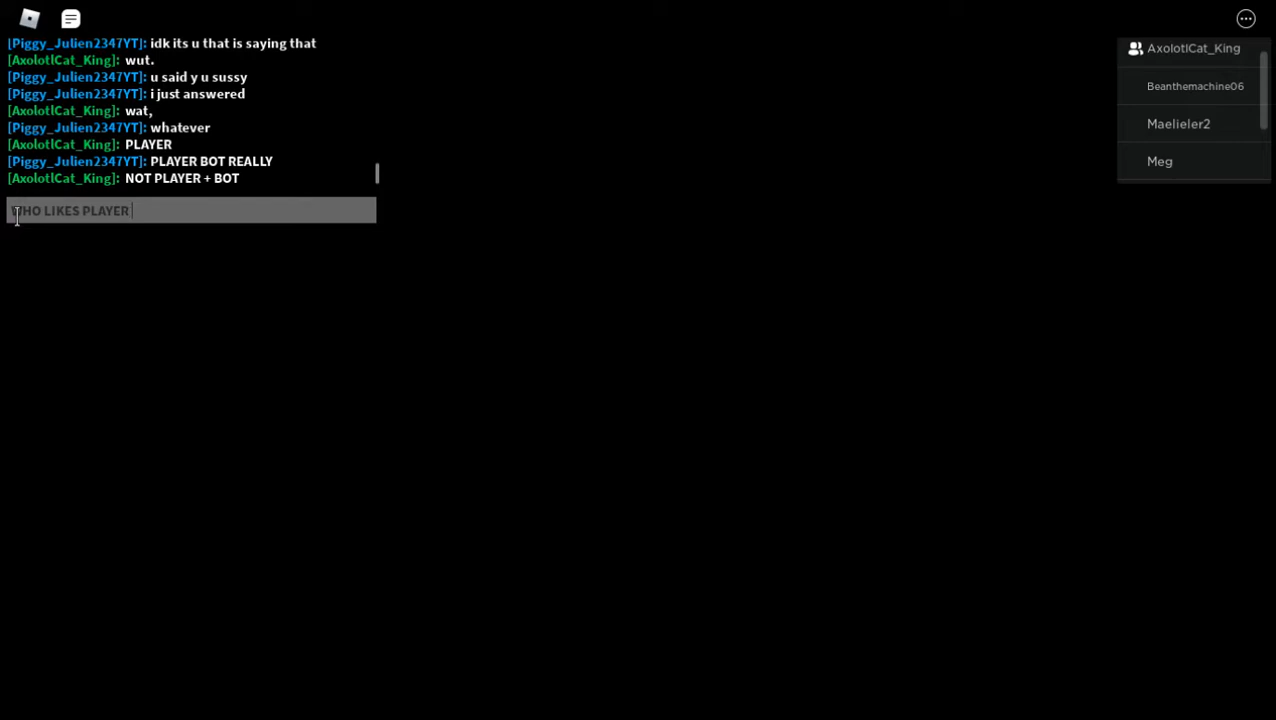 [Piggy_Julien2347YT]: idk its u that is saying that
[AxolotlCat_King]: wut.
[Piggy_Julien2347YT]: u said y u sussy
[Piggy_Julien2347YT]: i just answered
[AxolotlCat_King]: wat,
[Piggy_Julien2347YT]: whatever
[AxolotlCat_King]: PLAYER
[Piggy_Julien2347YT]: PLAYER BOT REALLY
[AxolotlCat_King]: NOT PLAYER + BOT
WHO LIKES PLAYER
AxolotlCat_King
Beanthemachine06
Maelieler2
Meg